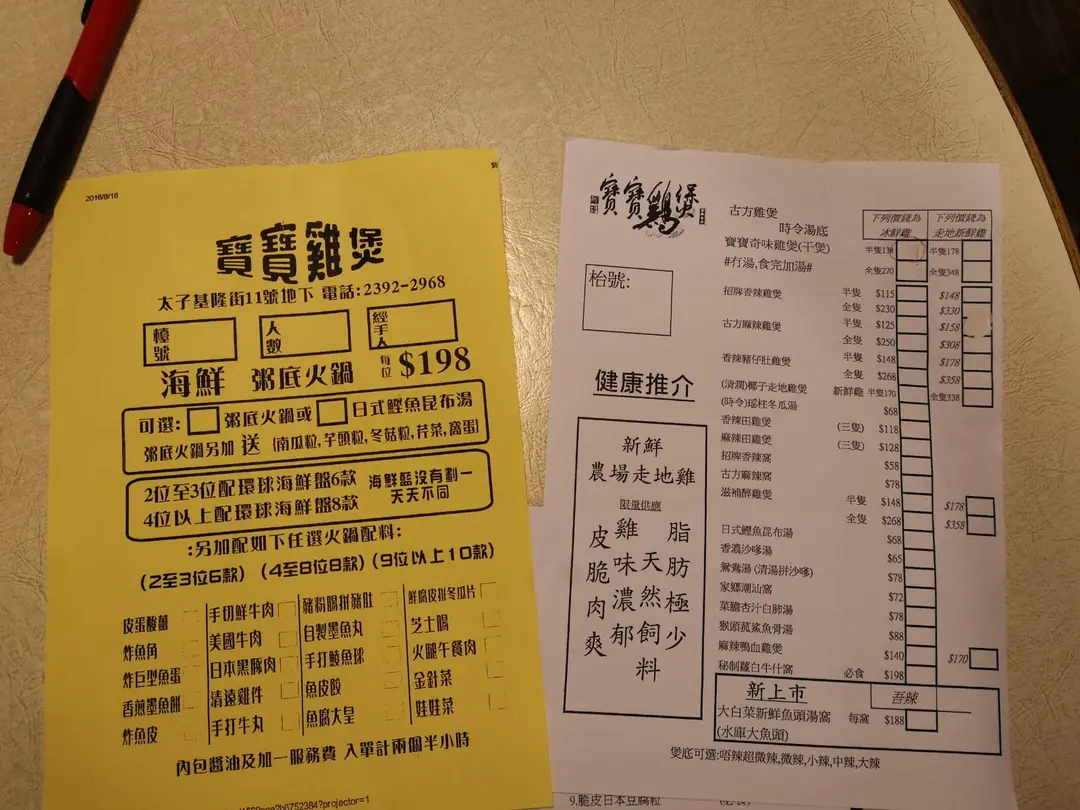 2016/8/18
寶寶雞煲
太子基隆街11號地下 電話:2392-2968
檯號
人數
經手人
海鮮 粥底火鍋 每位 $198
可選: 粥底火鍋或 日式鰹魚昆布湯
粥底火鍋另加 送 (南瓜粒,芋頭粒,冬菇粒,芹菜,窩蛋)
2位至3位配環球海鮮盤6款
4位以上配環球海鮮盤8款
海鮮籃沒有劃一
天天不同
:另加配如下任選火鍋配料:
(2至3位6款) (4至8位8款) (9位以上10款)
皮蛋酸薑
炸魚角
炸巨型魚蛋
香煎墨魚餅
炸魚皮
手切鮮牛肉
美國牛肉
日本黑豚肉
清遠雞件
手打牛丸
豬粉腸拼豬肚
自製墨魚丸
手打鯪魚球
魚皮餃
魚腐大皇
鮮腐皮拼冬瓜片
芝士腸
火腿午餐肉
金針菜
娃娃菜
內包醬油及加一服務費 入單計兩個半小時
?projector=1
寶寶雞煲
枱號:
健康推介
新鮮
農場走地雞
限量供應
脂肪極少
天然飼料
雞味濃郁
皮脆肉爽
下列價錢為
冰鮮雞
下列價錢為
走地新鮮雞
古方雞煲
時令湯底
寶寶奇味雞煲(干煲) 半隻138 半隻178
#冇湯,食完加湯# 全隻270 全隻348
招牌香辣雞煲 半隻 $115 $148
全隻 $230 $330
古方麻辣雞煲 半隻 $125 $158
全隻 $250 $308
香辣豬仔肚雞煲 半隻 $148 $178
全隻 $268 $358
(清潤)椰子走地雞煲 新鮮雞 半隻170 全隻338
(時令)瑶柱冬瓜湯 $68
香辣田雞煲 (三隻) $118
麻辣田雞煲 (三隻) $128
招牌香辣窩 $58
古方麻辣窩 $78
滋補醉雞煲 半隻 $148 $178
全隻 $268 $358
日式鰹魚昆布湯 $68
香濃沙嗲湯 $65
鴛鴦湯 (清湯拼沙嗲) $78
家鄉潮汕窩 $72
菜膽杏汁白肺湯 $78
猴頭菰鯊魚骨湯 $88
麻辣鴨血雞煲 $140 $170
秘制蘿白牛什窩 必食 $198
新上市
走辣
大白菜新鮮魚頭湯窩 每窩 $188
(水庫大魚頭)
煲底可選:唔辣超微辣,微辣,小辣,中辣,大辣
9.脆皮日本豆腐粒